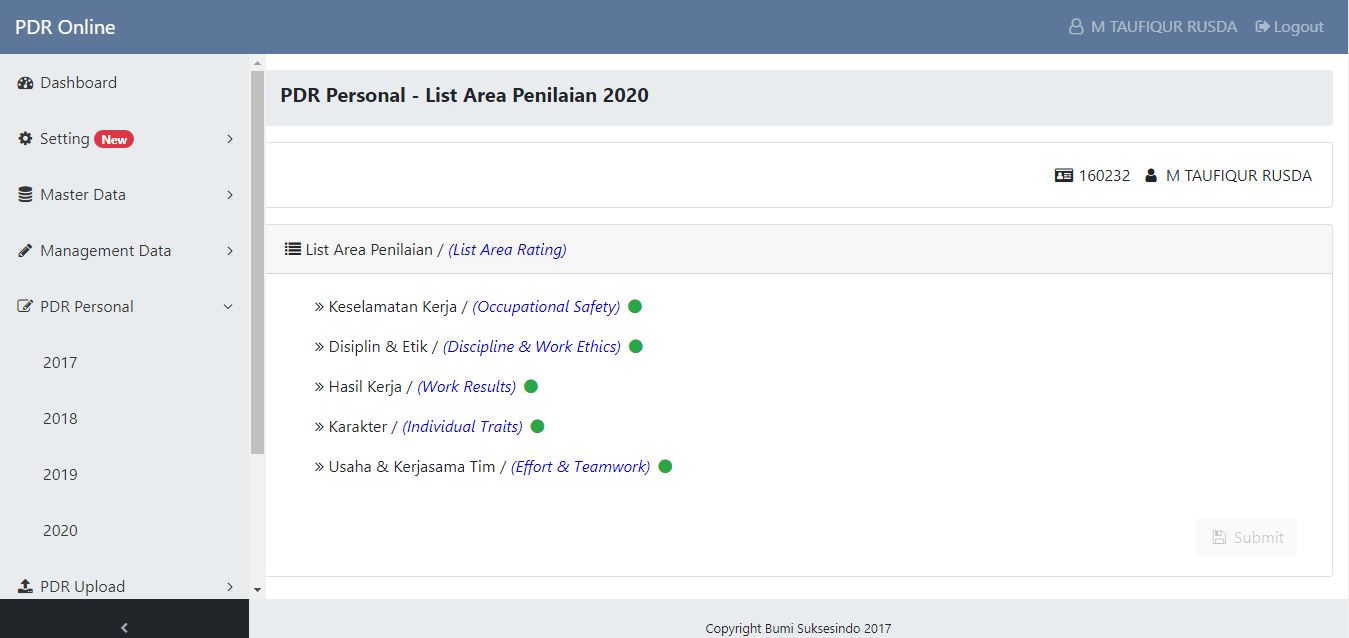 PDR Online
M TAUFIQUR RUSDA Logout
Dashboard
Setting New
Master Data
Management Data
PDR Personal
2017
2018
2019
2020
PDR Upload
PDR Personal - List Area Penilaian 2020
160232 M TAUFIQUR RUSDA
List Area Penilaian / (List Area Rating)
» Keselamatan Kerja / (Occupational Safety)
» Disiplin & Etik / (Discipline & Work Ethics)
» Hasil Kerja / (Work Results)
» Karakter / (Individual Traits)
» Usaha & Kerjasama Tim / (Effort & Teamwork)
Submit
Copyright Bumi Suksesindo 2017